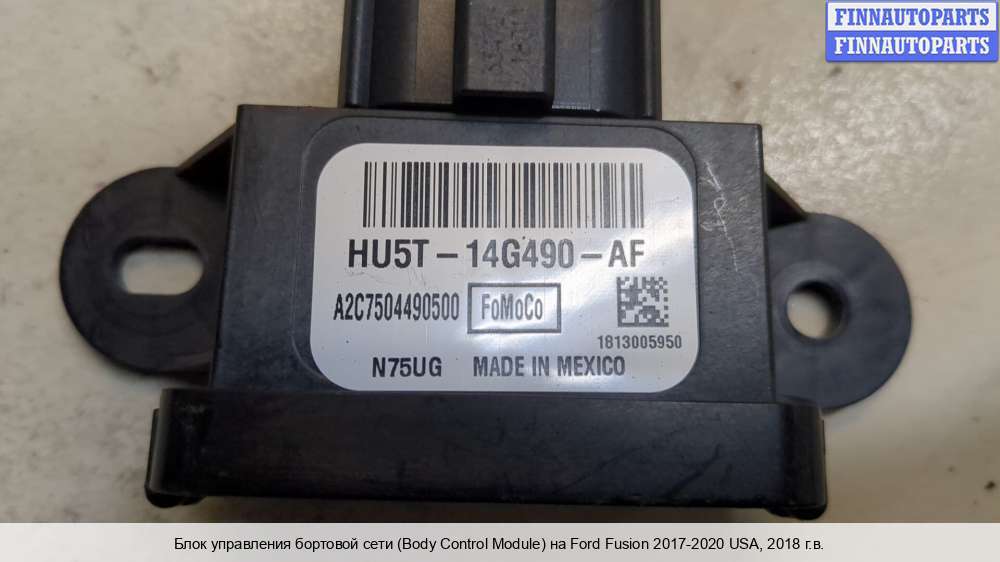 FINNAUTOPARTS
FINNAUTOPARTS
HU5T-14G490-AF
A2C7504490500 FoMoCo
1813005950
N75UG MADE IN MEXICO
Блок управления бортовой сети (Body Control Module) на Ford Fusion 2017-2020 USA, 2018 г.в.